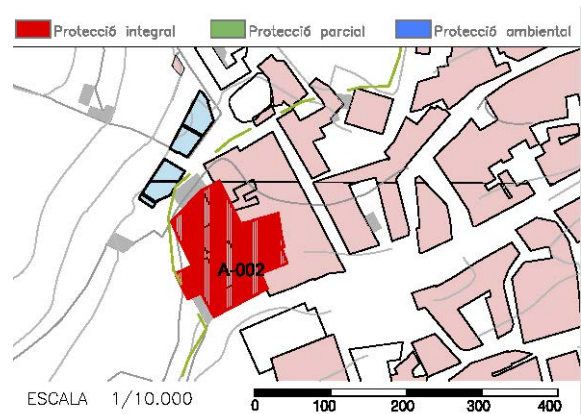 Protecció integral Protecció parcial Protecció ambiental
A-002
ESCALA 1/10.000
0 100 200 300 400